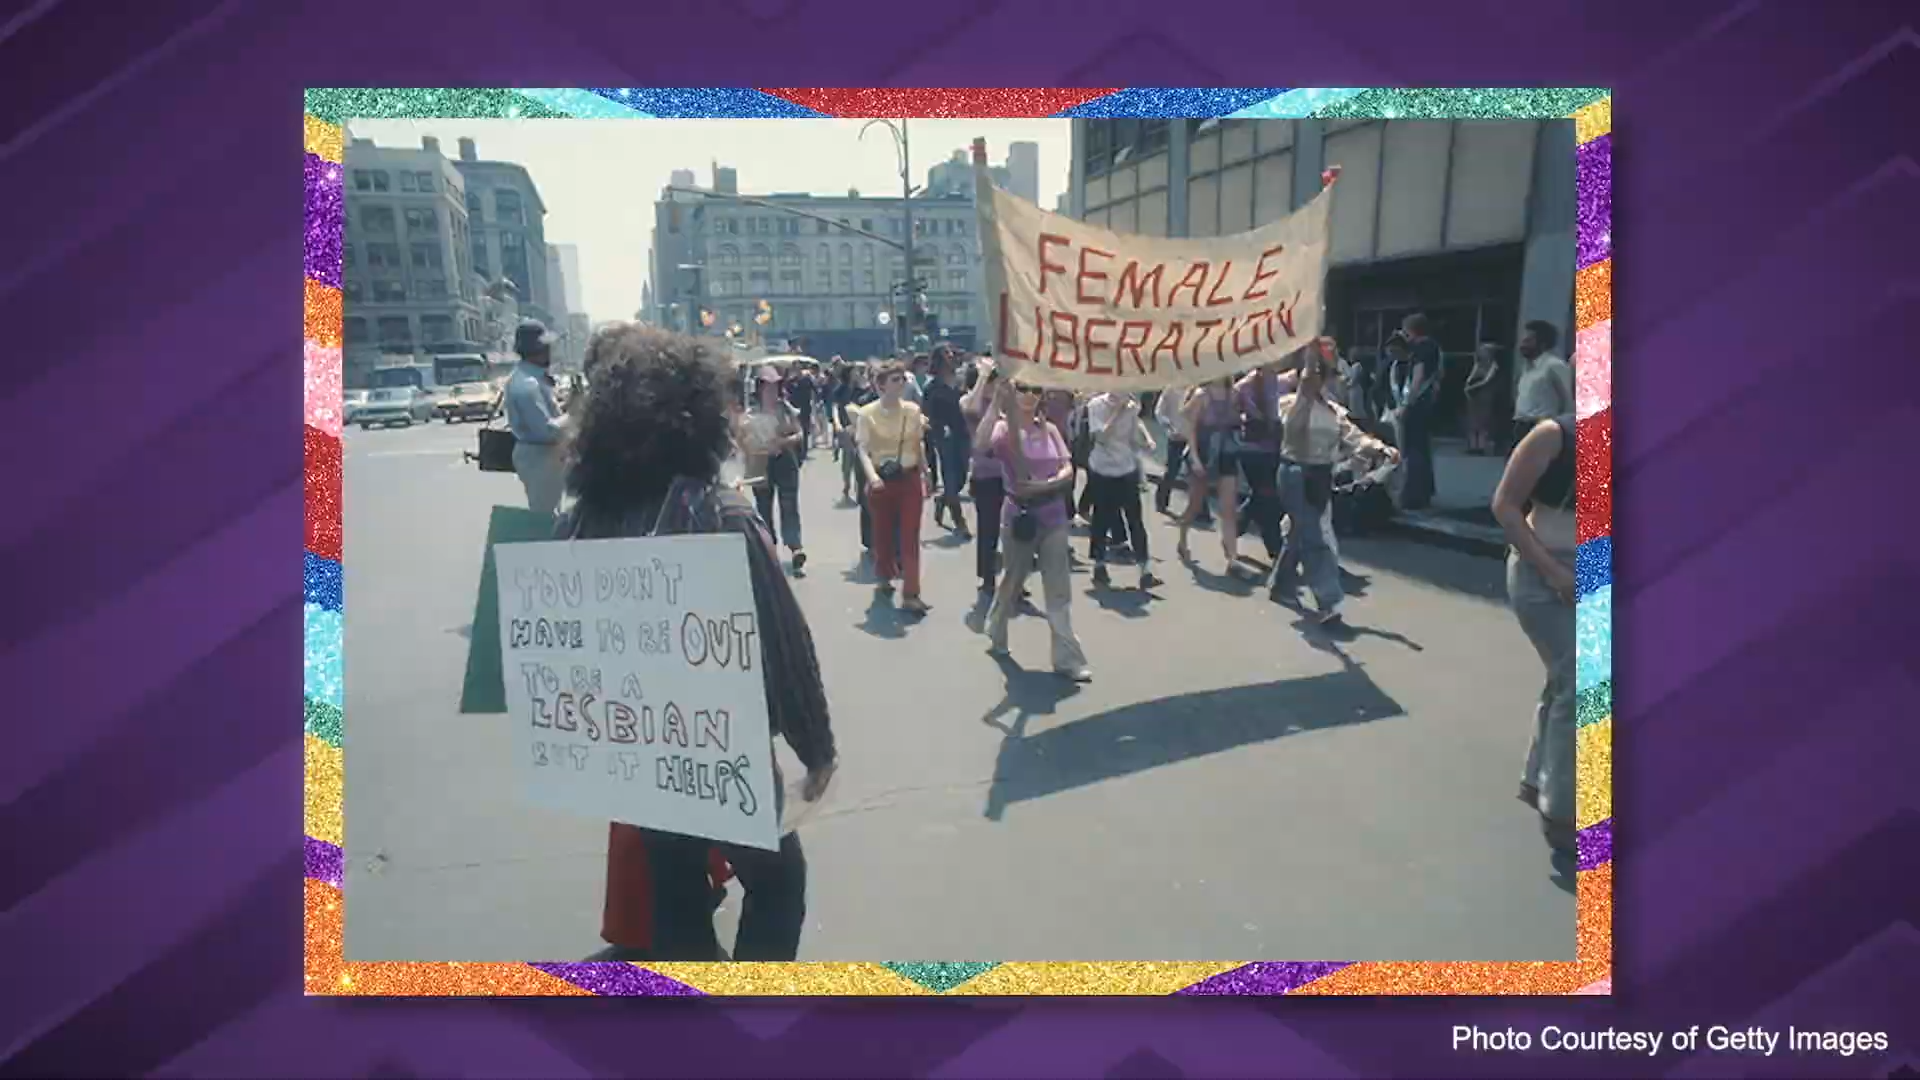 FEMALE
LIBERATION
YOU DON'T
HAVE TO BE OUT
TO BE A
LESBIAN
BUT IT HELPS
Photo Courtesy of Getty Images